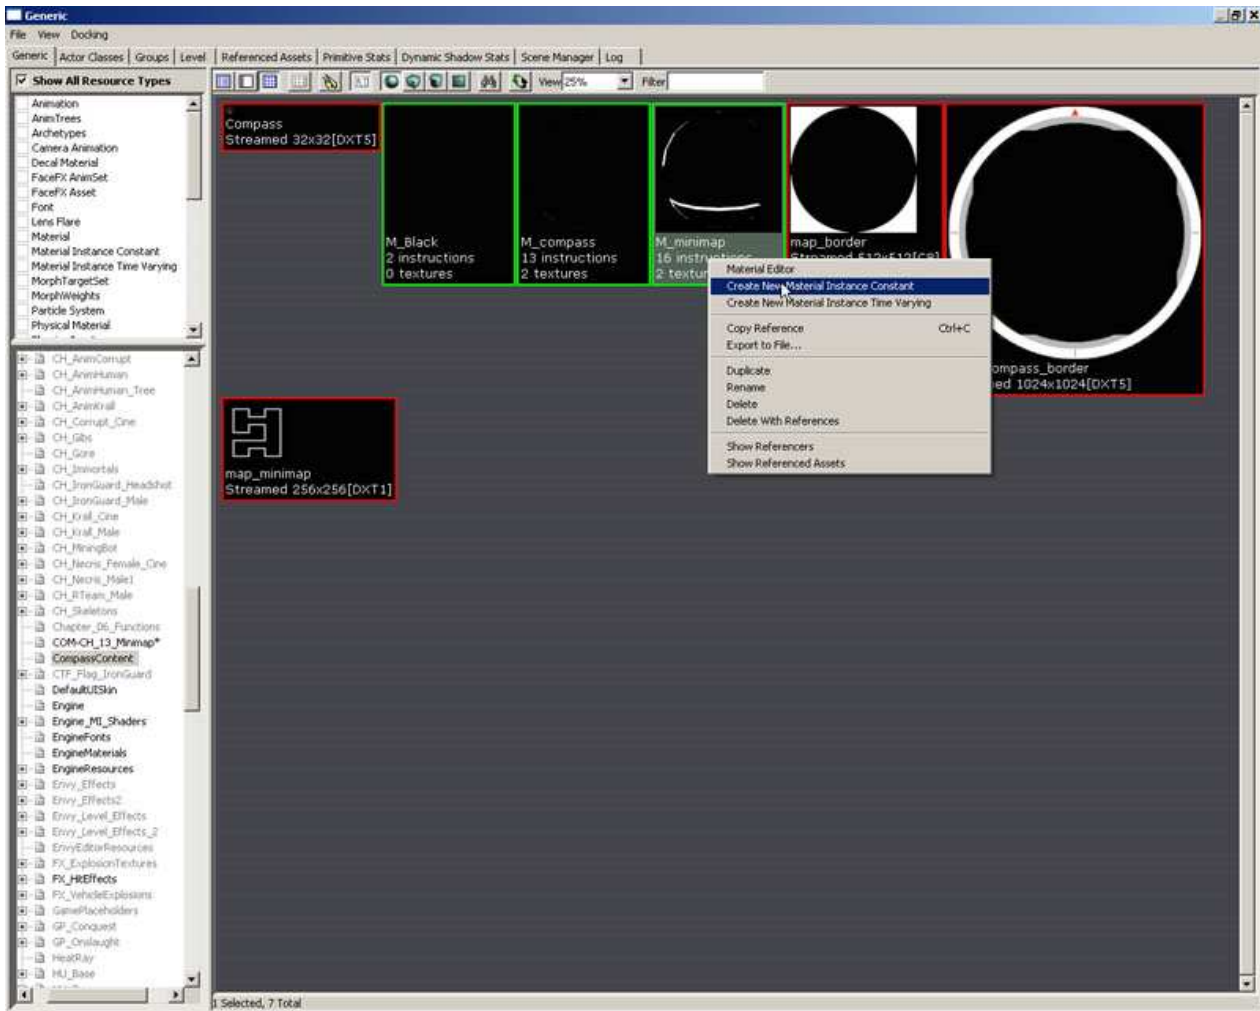 Generic
File View Docking
Generic Actor Classes Groups Level Referenced Assets Primitive Stats Dynamic Shadow Stats Scene Manager Log
Show All Resource Types
View 25% Filter
Animation
AnimTrees
Archetypes
Camera Animation
Decal Material
FaceFX AnimSet
FaceFX Asset
Font
Lens Flare
Material
Material Instance Constant
Material Instance Time Varying
MorphTargetSet
MorphWeights
Particle System
Physical Material
CH_AnimCorrupt
CH_AnimHuman
CH_AnimHuman_Tree
CH_AnimKrall
CH_Corrupt_Cine
CH_Gibs
CH_Gore
CH_Immortals
CH_IronGuard_Headshot
CH_IronGuard_Male
CH_Krall_Cine
CH_Krall_Male
CH_MiningBot
CH_Necris_Female_Cine
CH_Necris_Male1
CH_RTeam_Male
CH_Skeletons
Chapter_06_Functions
COM-CH_13_Minimap*
CompassContent
CTF_Flag_IronGuard
DefaultUISkin
Engine
Engine_MI_Shaders
EngineFonts
EngineMaterials
EngineResources
Envy_Effects
Envy_Effects2
Envy_Level_Effects
Envy_Level_Effects_2
EnvyEditorResources
FX_ExplosionTextures
FX_HitEffects
FX_VehicleExplosions
GamePlaceholders
GP_Conquest
GP_Onslaught
HeatRay
HU_Base
Compass
Streamed 32x32[DXT5]
M_Black
2 instructions
0 textures
M_compass
13 instructions
2 textures
M_minimap
16 instructions
2 textur
map_border
Streamed 512x512[G8]
ompass_border
ed 1024x1024[DXT5]
Material Editor
Create New Material Instance Constant
Create New Material Instance Time Varying
Copy Reference Ctrl+C
Export to File...
Duplicate
Rename
Delete
Delete With References
Show Referencers
Show Referenced Assets
map_minimap
Streamed 256x256[DXT1]
1 Selected, 7 Total